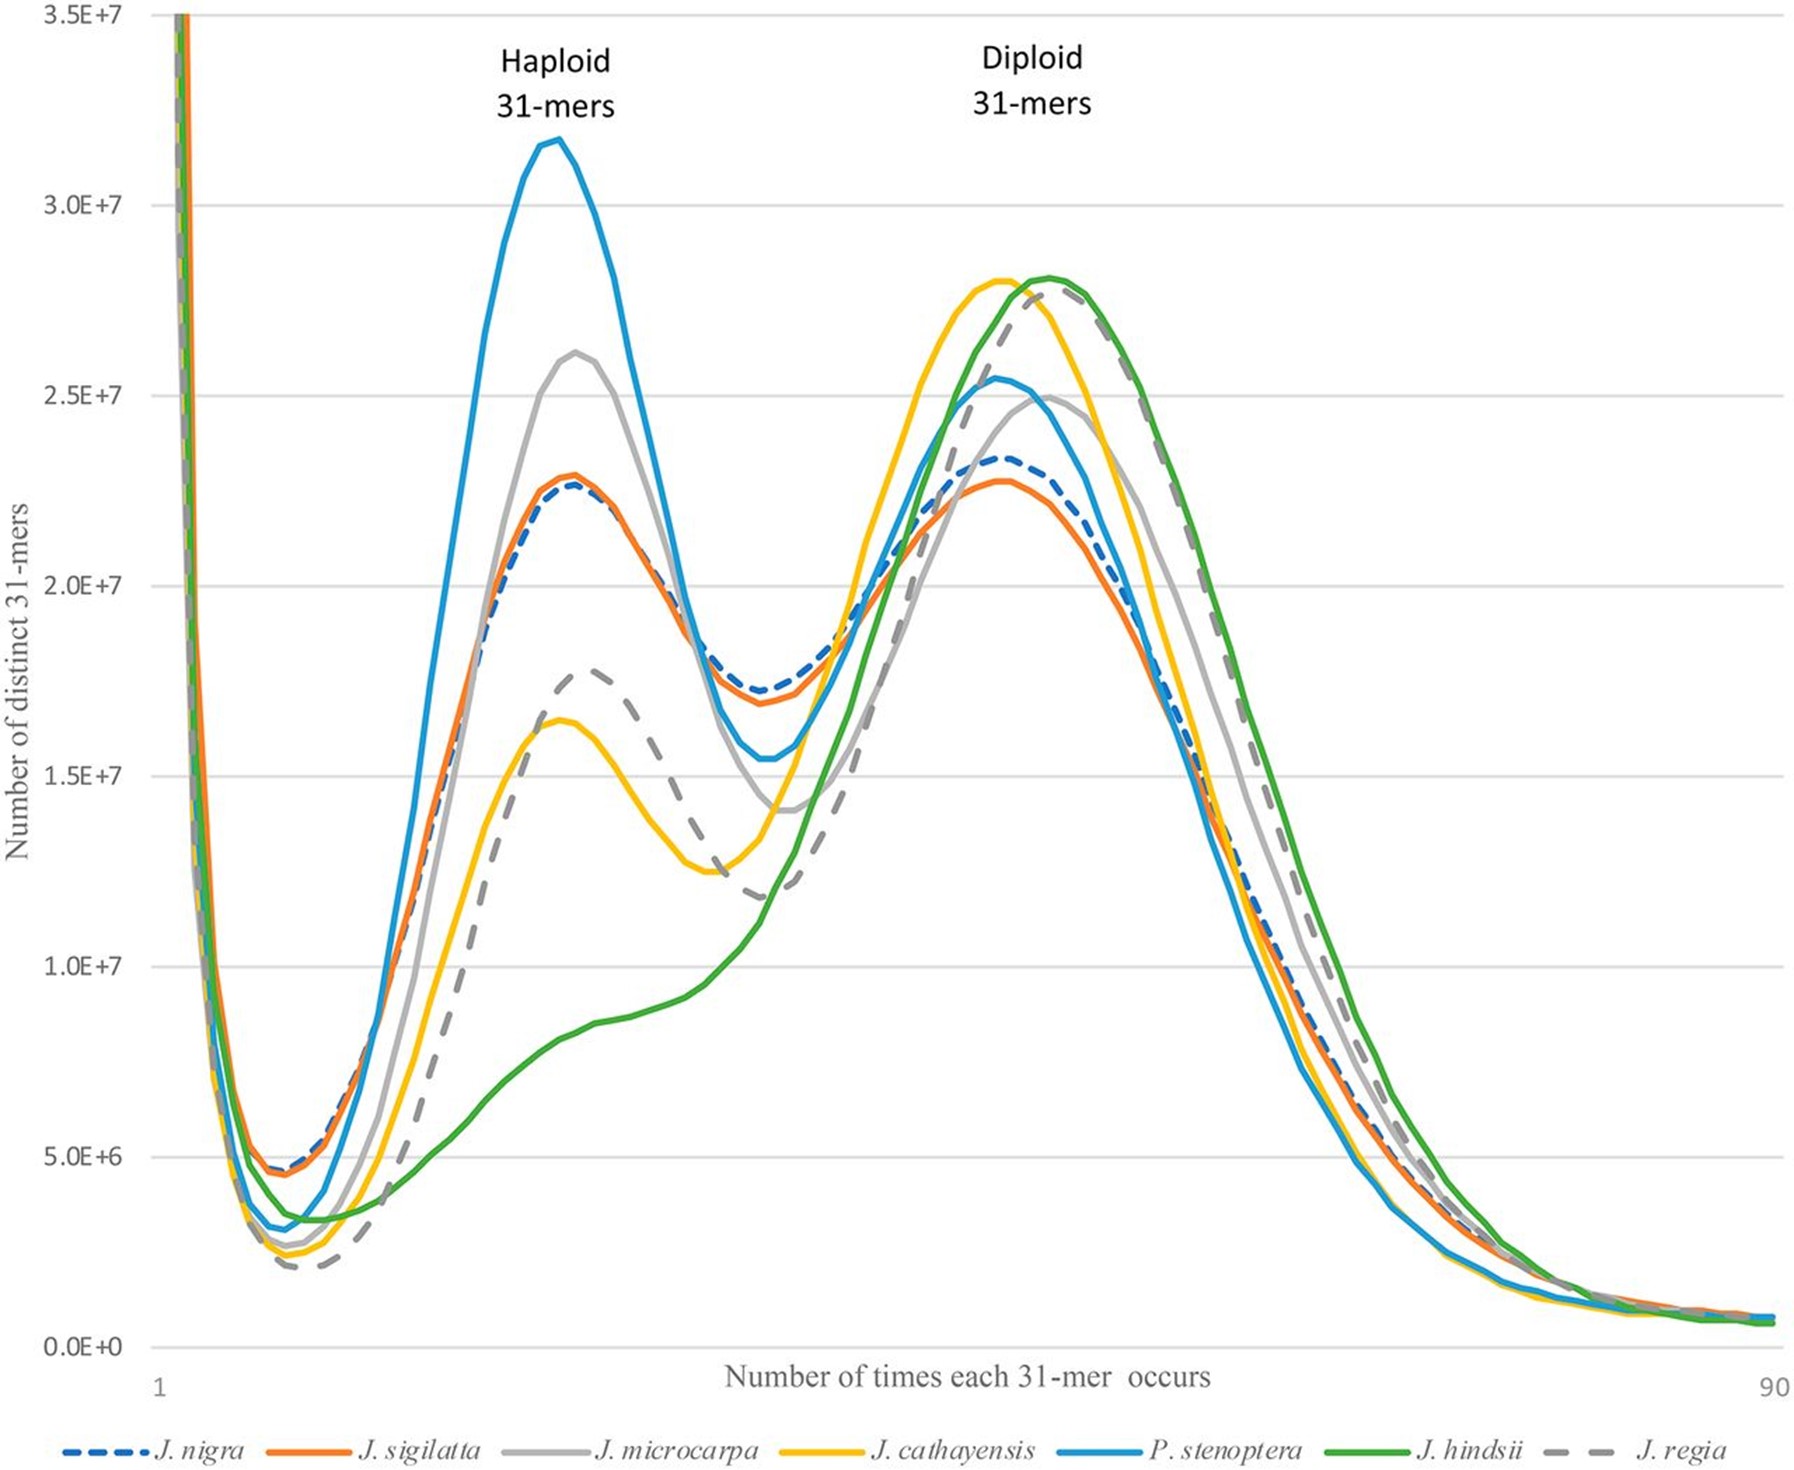 3.5E+7
Haploid
31-mers
Diploid
31-mers
3.0E+7
2.5E+7
2.0E+7
1.5E+7
1.0E+7
5.0E+6
0.0E+0
Number of distinct 31-mers
1
90
Number of times each 31-mer occurs
J. nigra J. sigilatta J. microcarpa J. cathayensis P. stenoptera J. hindsii J. regia